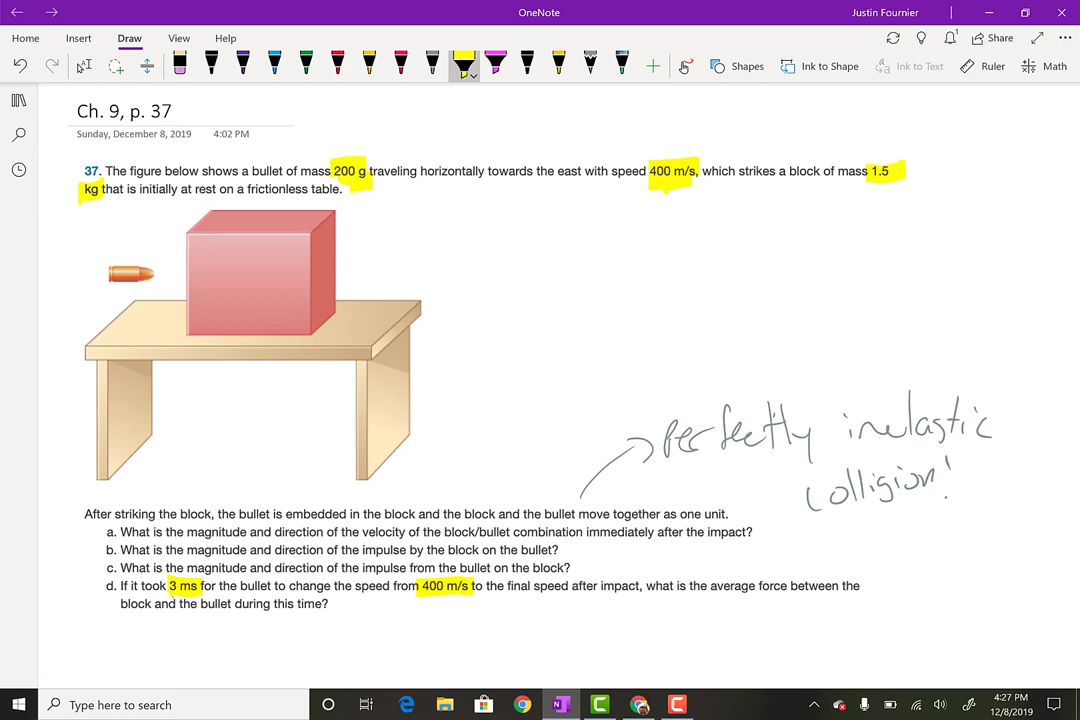 OneNote
Justin Fournier
Home Insert Draw View Help
Share
Shapes Ink to Shape Ink to Text Ruler Math
Ch. 9, p. 37
Sunday, December 8, 2019 4:02 PM
37. The figure below shows a bullet of mass 200 g traveling horizontally towards the east with speed 400 m/s, which strikes a block of mass 1.5
kg that is initially at rest on a frictionless table.
perfectly inelastic
collision!
After striking the block, the bullet is embedded in the block and the block and the bullet move together as one unit.
a. What is the magnitude and direction of the velocity of the block/bullet combination immediately after the impact?
b. What is the magnitude and direction of the impulse by the block on the bullet?
c. What is the magnitude and direction of the impulse from the bullet on the block?
d. If it took 3 ms for the bullet to change the speed from 400 m/s to the final speed after impact, what is the average force between the
block and the bullet during this time?
Type here to search
4:27 PM
12/8/2019